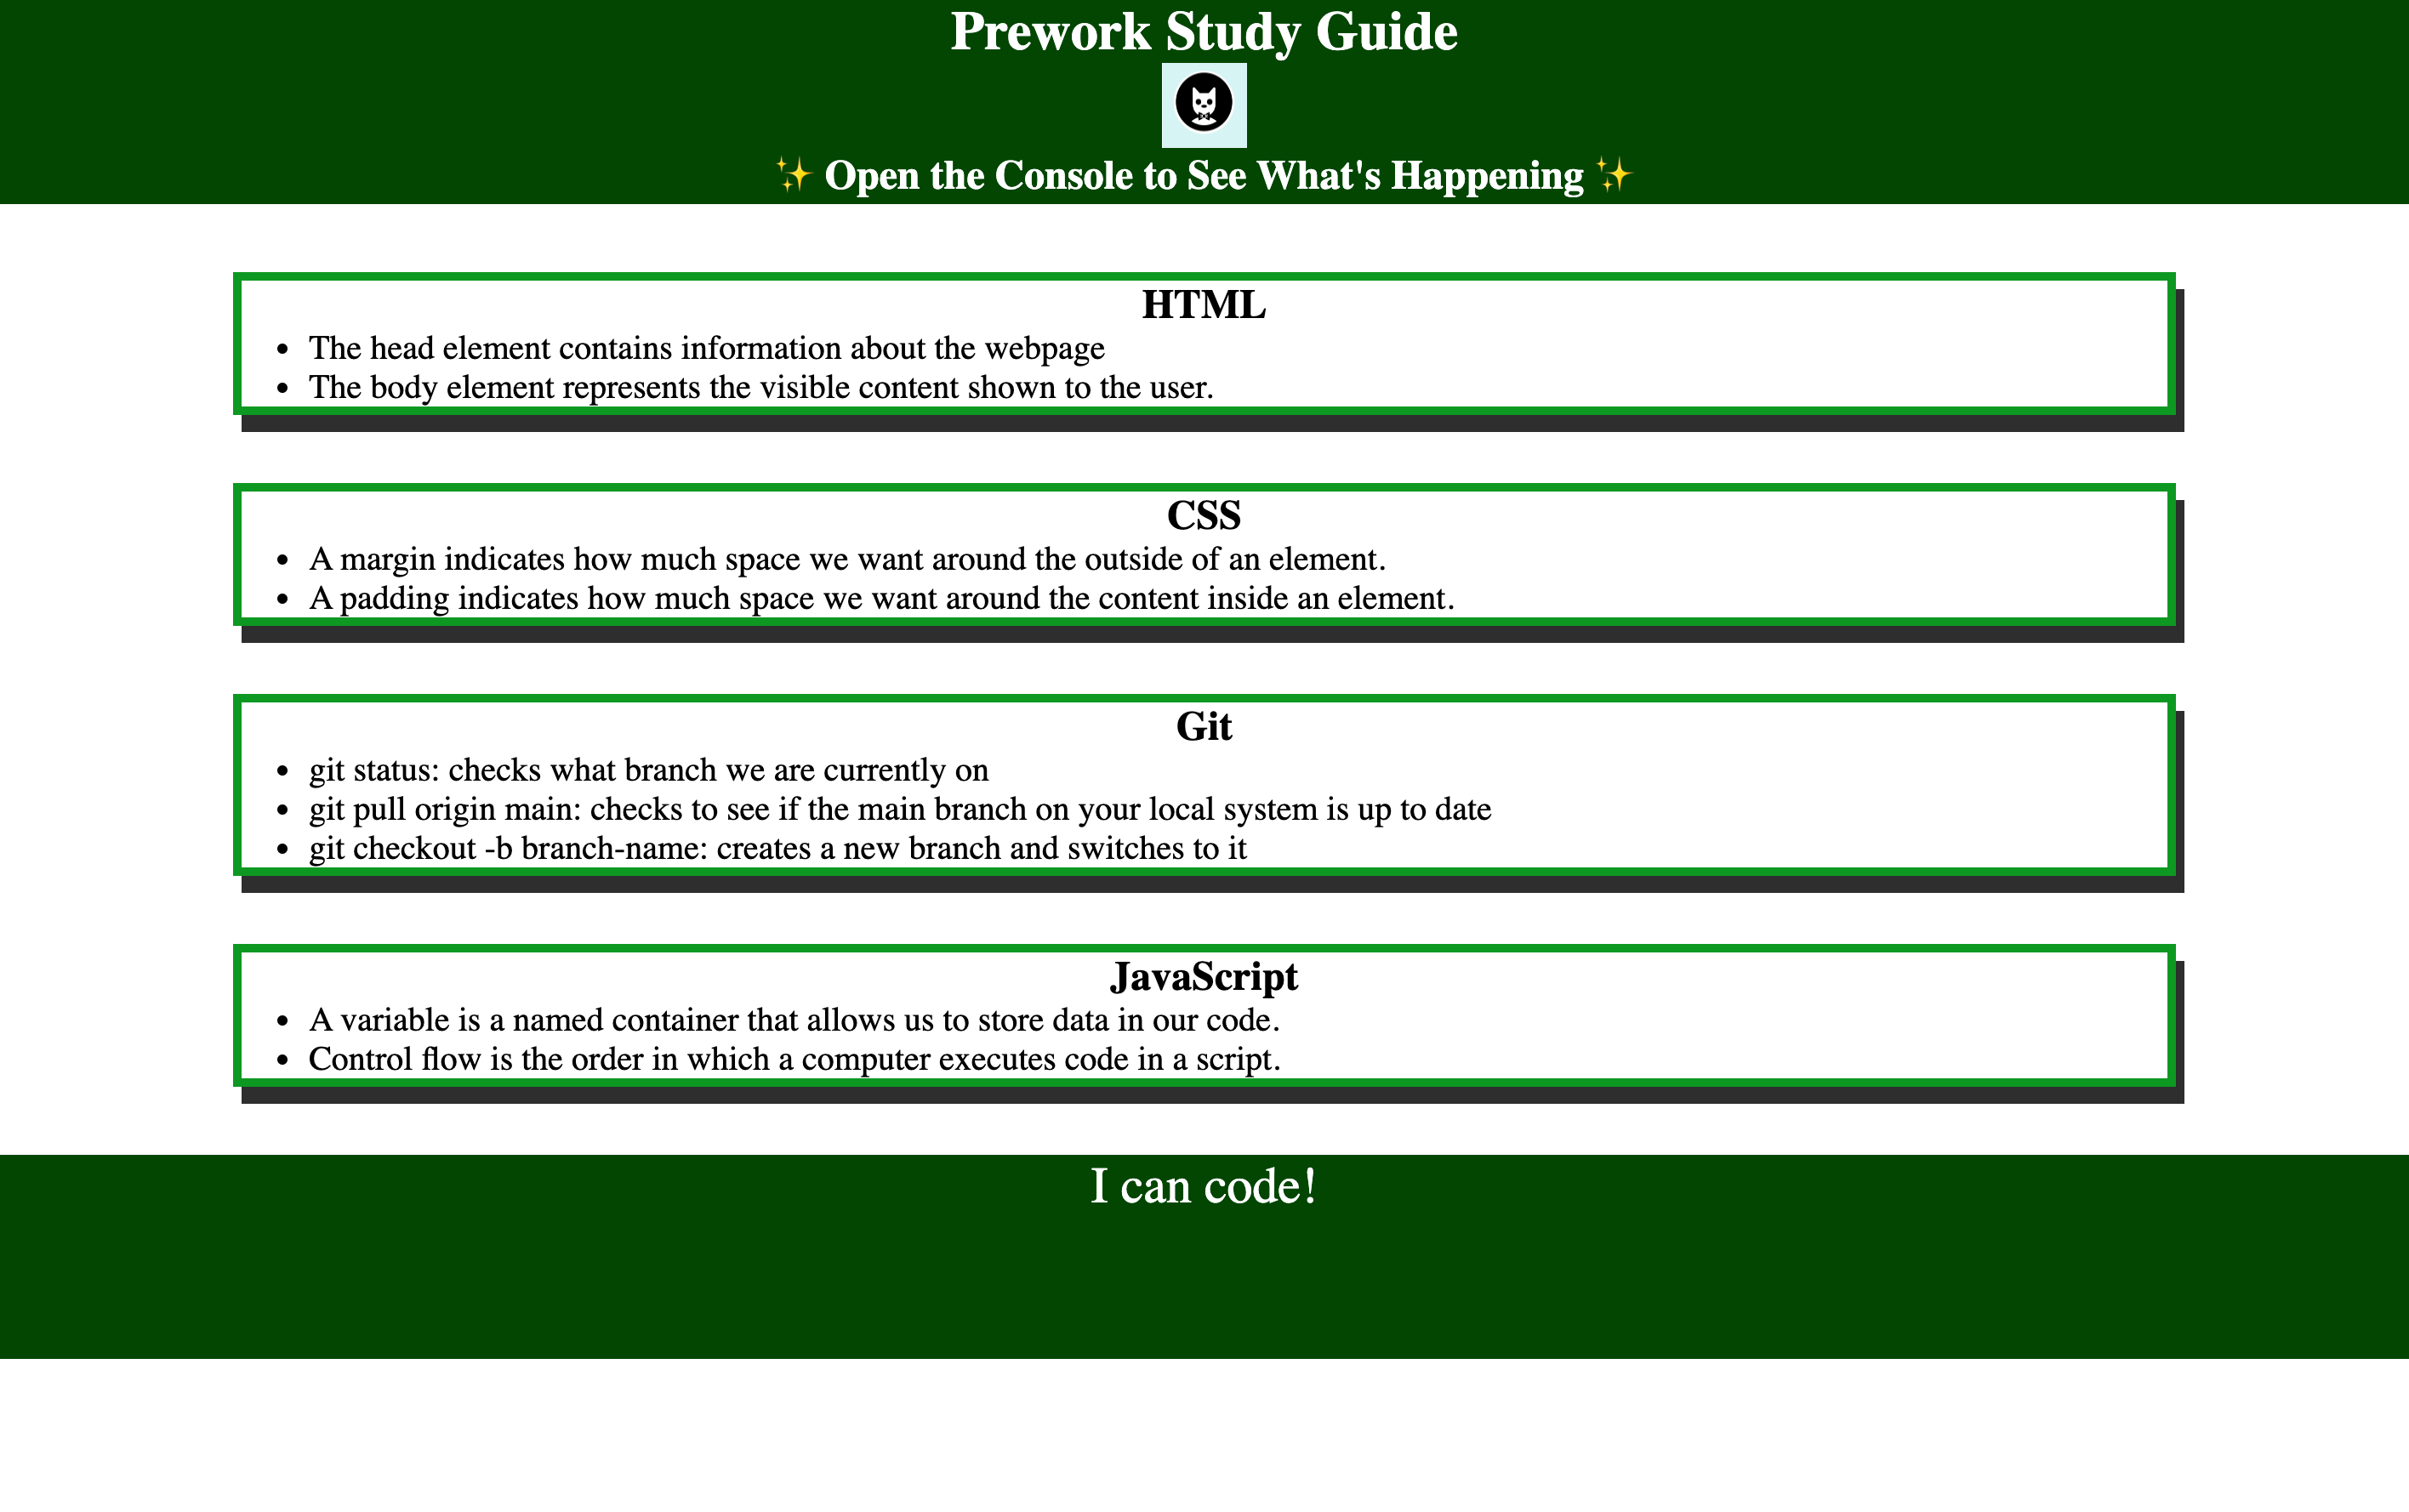 Prework Study Guide
✨ Open the Console to See What's Happening ✨
HTML
• The head element contains information about the webpage
• The body element represents the visible content shown to the user.
CSS
• A margin indicates how much space we want around the outside of an element.
• A padding indicates how much space we want around the content inside an element.
Git
• git status: checks what branch we are currently on
• git pull origin main: checks to see if the main branch on your local system is up to date
• git checkout -b branch-name: creates a new branch and switches to it
JavaScript
• A variable is a named container that allows us to store data in our code.
• Control flow is the order in which a computer executes code in a script.
I can code!